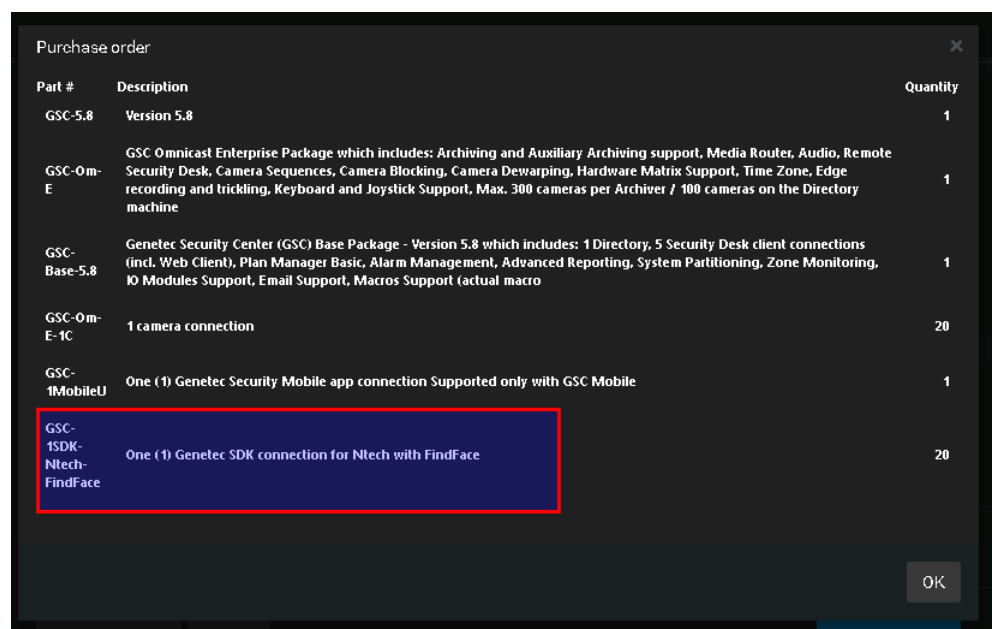 Purchase order ×
Part # Description Quantity
GSC-5.8 Version 5.8 1
GSC Omnicast Enterprise Package which includes: Archiving and Auxiliary Archiving support, Media Router, Audio, Remote
GSC-Om- Security Desk, Camera Sequences, Camera Blocking, Camera Dewarping, Hardware Matrix Support, Time Zone, Edge
E recording and trickling, Keyboard and Joystick Support, Max. 300 cameras per Archiver / 100 cameras on the Directory 1
machine
Genetec Security Center (GSC) Base Package - Version 5.8 which includes: 1 Directory, 5 Security Desk client connections
GSC- (incl. Web Client), Plan Manager Basic, Alarm Management, Advanced Reporting, System Partitioning, Zone Monitoring, 1
Base-5.8 IO Modules Support, Email Support, Macros Support (actual macro
GSC-Om-
E-1C 1 camera connection 20
GSC-
1MobileU One (1) Genetec Security Mobile app connection Supported only with GSC Mobile 1
GSC-
1SDK- One (1) Genetec SDK connection for Ntech with FindFace 20
Ntech-
FindFace
OK